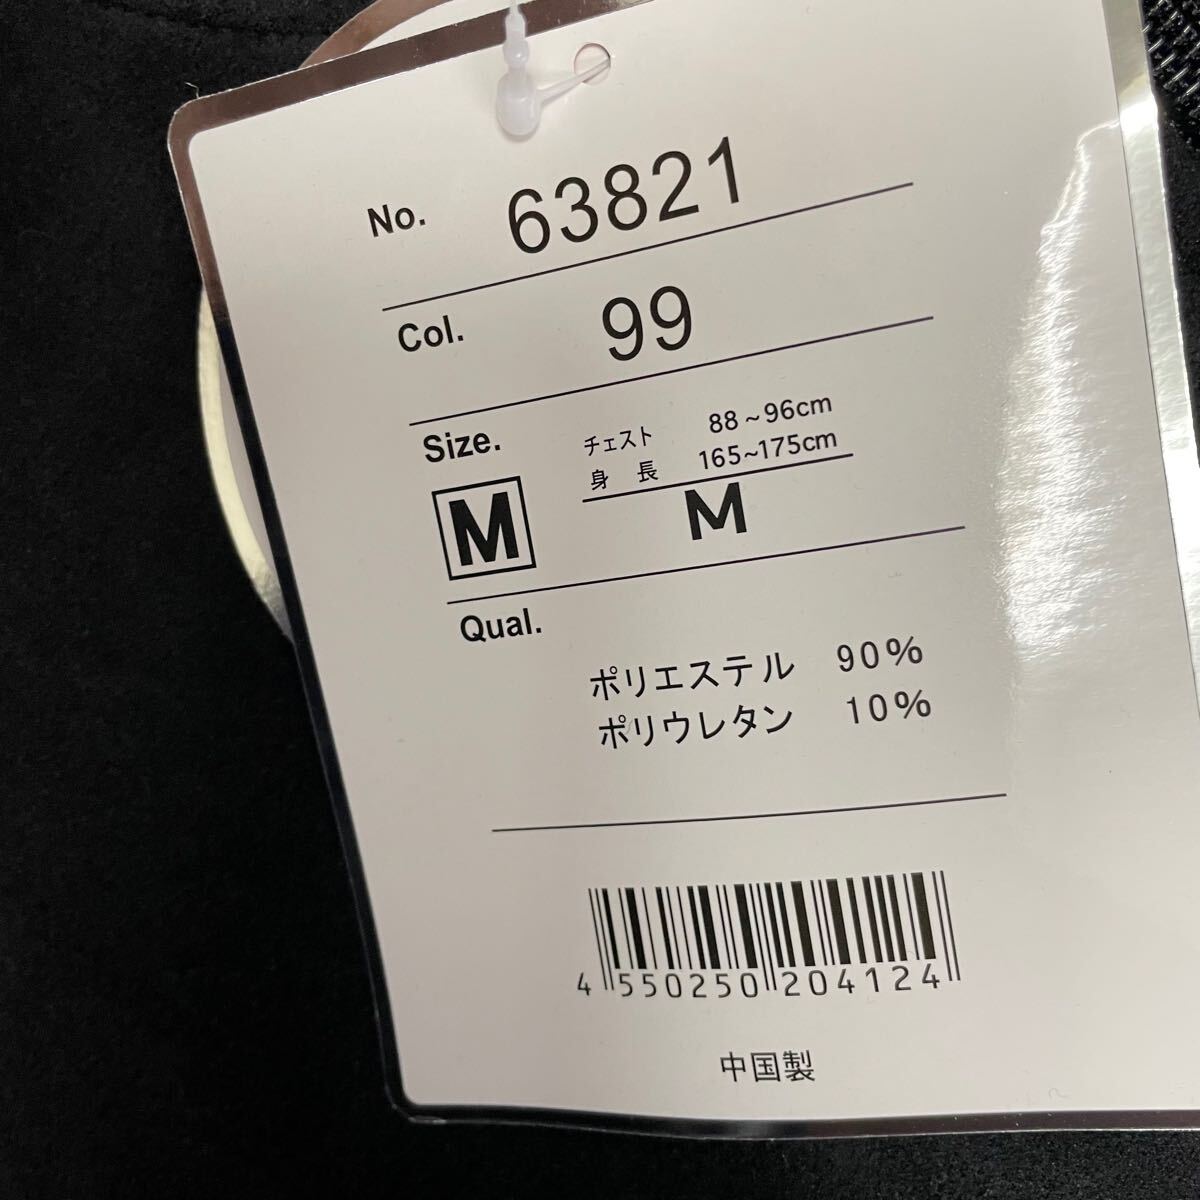 No. 63821
Col. 99
Size. チェスト 88~96cm
身長 165~175cm
M M
Qual.
ポリエステル 90%
ポリウレタン 10%
4 550250 204124
中国製